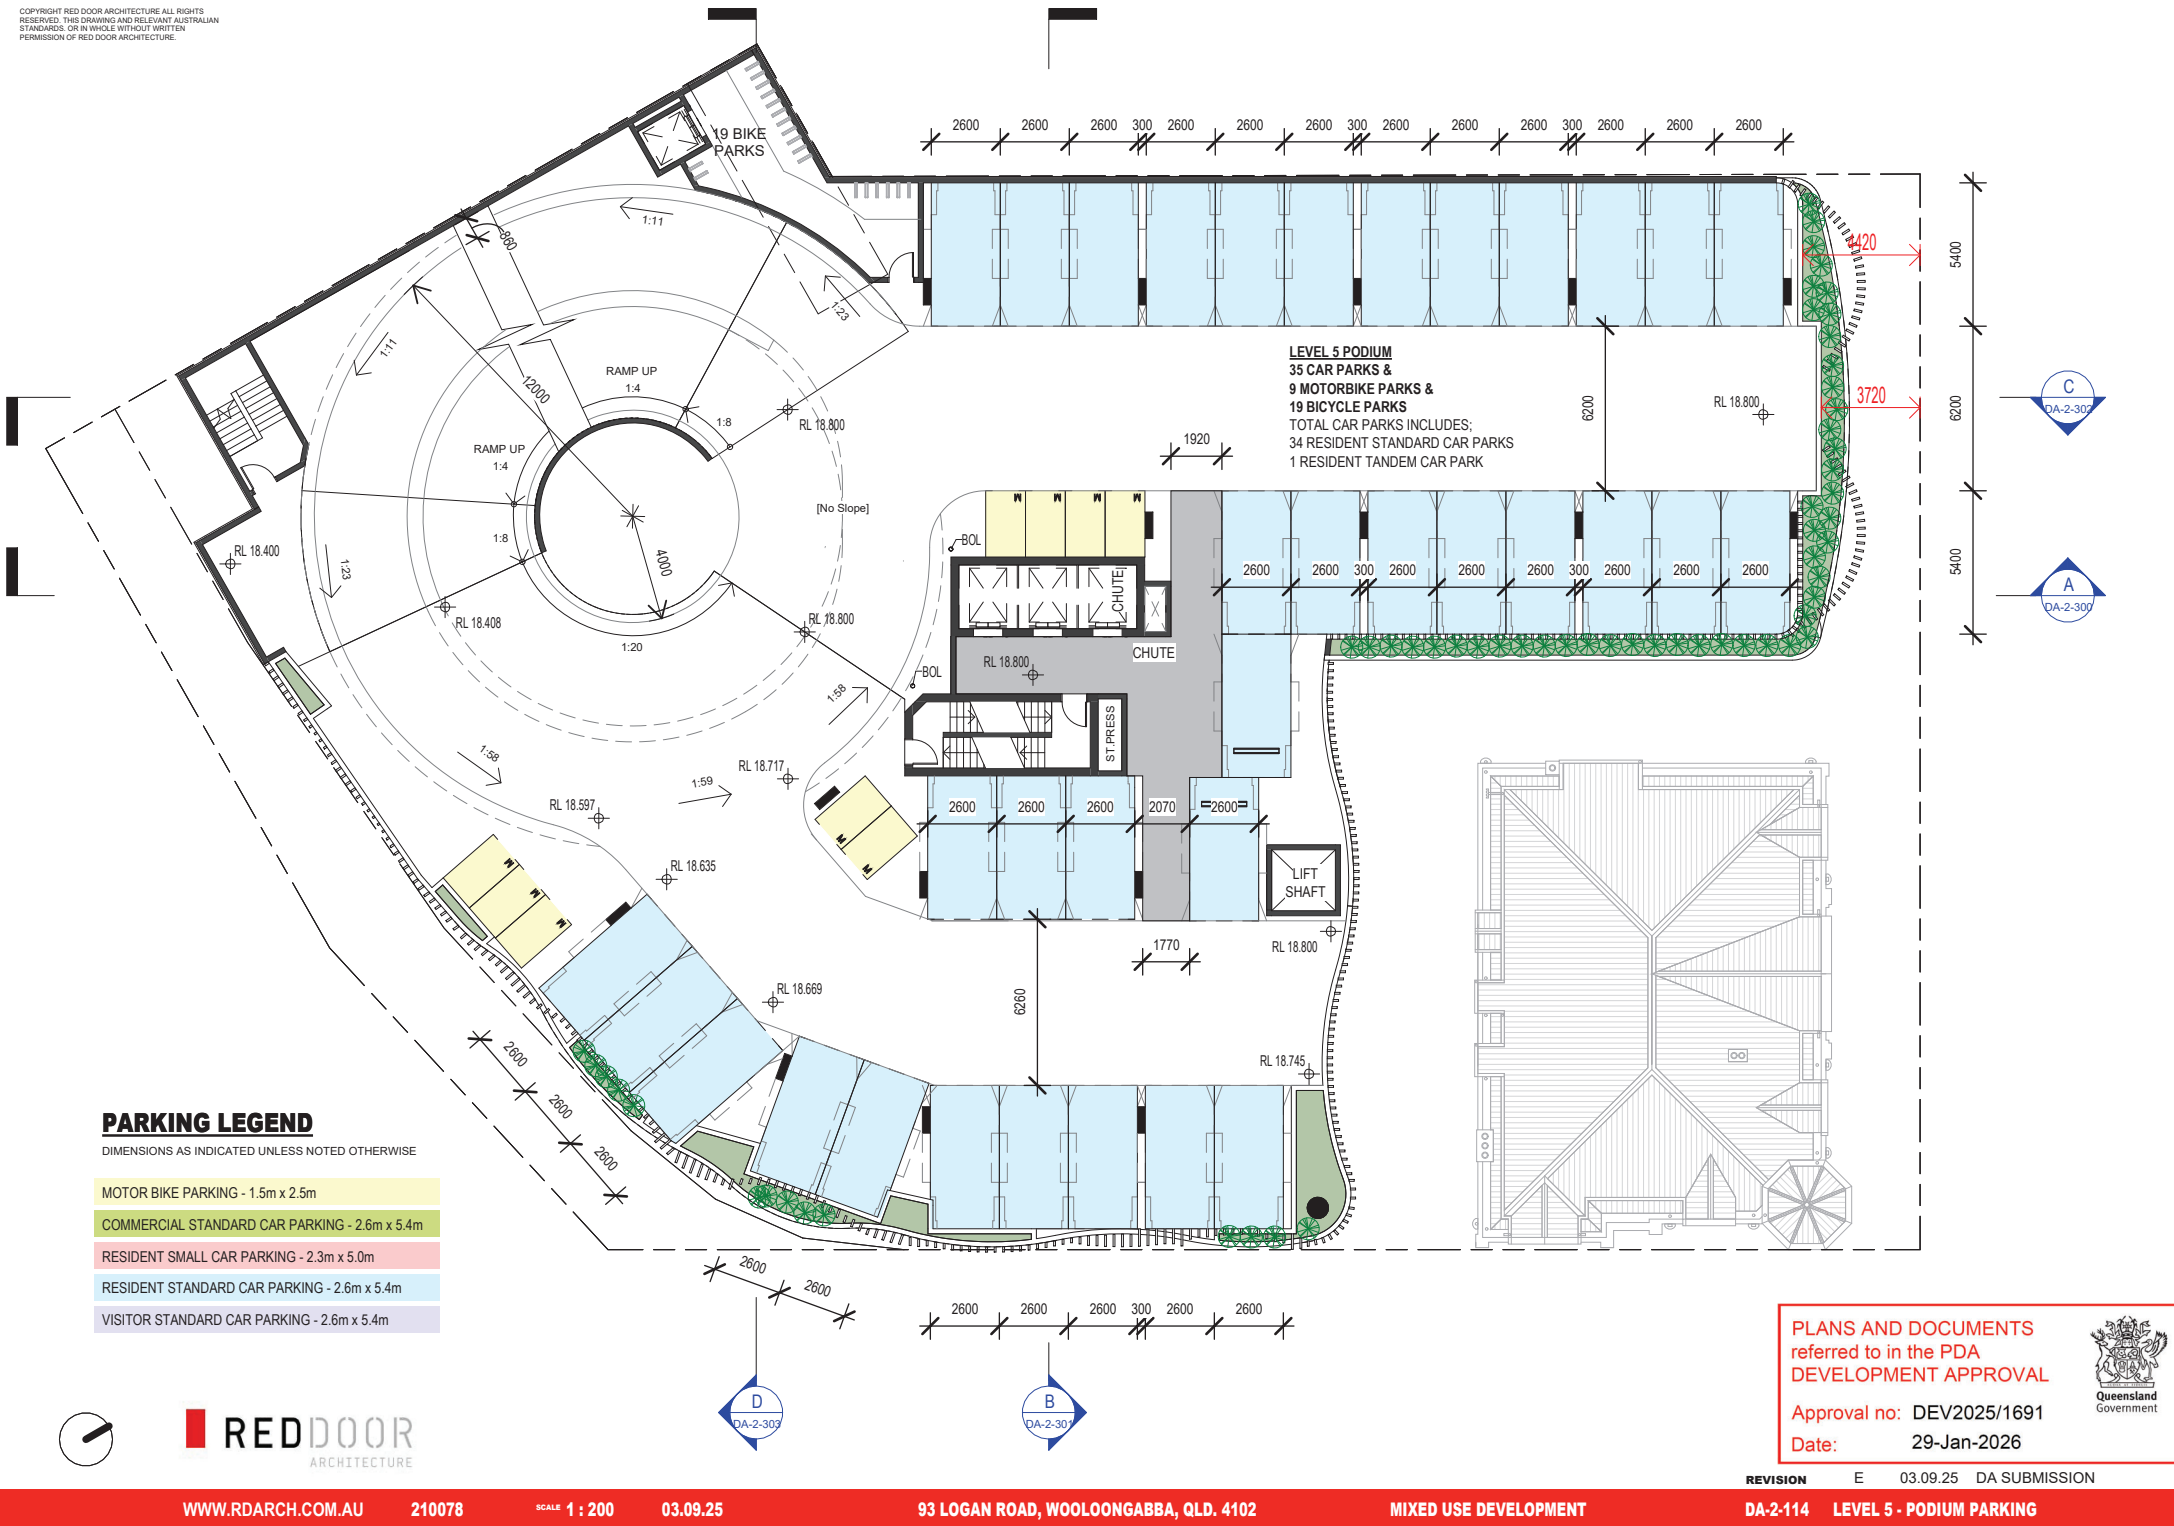 COPYRIGHT RED DOOR ARCHITECTURE ALL RIGHTS
RESERVED. THIS DRAWING AND RELEVANT AUSTRALIAN
STANDARDS. OR IN WHOLE WITHOUT WRITTEN
PERMISSION OF RED DOOR ARCHITECTURE.
19 BIKE
PARKS
2600 2600 2600 300 2600 2600 2600 300 2600 2600 2600 300 2600 2600 2600
1:11
860
1:23
1:11
12000
RAMP UP
1:4
1:8
RL 18.800
RAMP UP
1:4
1:8
[No Slope]
4000
1:20
1:23
RL 18.400
RL 18.408
RL 18.800
1:58
1:58
1:59
RL 18.717
RL 18.597
RL 18.635
RL 18.669
LEVEL 5 PODIUM
35 CAR PARKS &
9 MOTORBIKE PARKS &
19 BICYCLE PARKS
TOTAL CAR PARKS INCLUDES;
34 RESIDENT STANDARD CAR PARKS
1 RESIDENT TANDEM CAR PARK
6200
RL 18.800
4420
3720
5400
6200
5400
C
DA-2-302
A
DA-2-300
1920
M M M M
BOL
BOL
CHUTE
CHUTE
RL 18.800
ST.PRESS
2600 2600 300 2600 2600 2600 300 2600 2600 2600
2600 2600 2600 2070 2600
M
M
M
M
M
LIFT
SHAFT
RL 18.800
1770
6260
RL 18.745
2600
2600
2600
2600
2600
2600 2600 2600 300 2600 2600
D
DA-2-303
B
DA-2-301
PARKING LEGEND
DIMENSIONS AS INDICATED UNLESS NOTED OTHERWISE
MOTOR BIKE PARKING - 1.5m x 2.5m
COMMERCIAL STANDARD CAR PARKING - 2.6m x 5.4m
RESIDENT SMALL CAR PARKING - 2.3m x 5.0m
RESIDENT STANDARD CAR PARKING - 2.6m x 5.4m
VISITOR STANDARD CAR PARKING - 2.6m x 5.4m
REDDOOR
ARCHITECTURE
PLANS AND DOCUMENTS
referred to in the PDA
DEVELOPMENT APPROVAL
Approval no: DEV2025/1691
Date: 29-Jan-2026
Queensland
Government
REVISION E 03.09.25 DA SUBMISSION
WWW.RDARCH.COM.AU 210078 SCALE 1 : 200 03.09.25 93 LOGAN ROAD, WOOLOONGABBA, QLD. 4102 MIXED USE DEVELOPMENT DA-2-114 LEVEL 5 - PODIUM PARKING